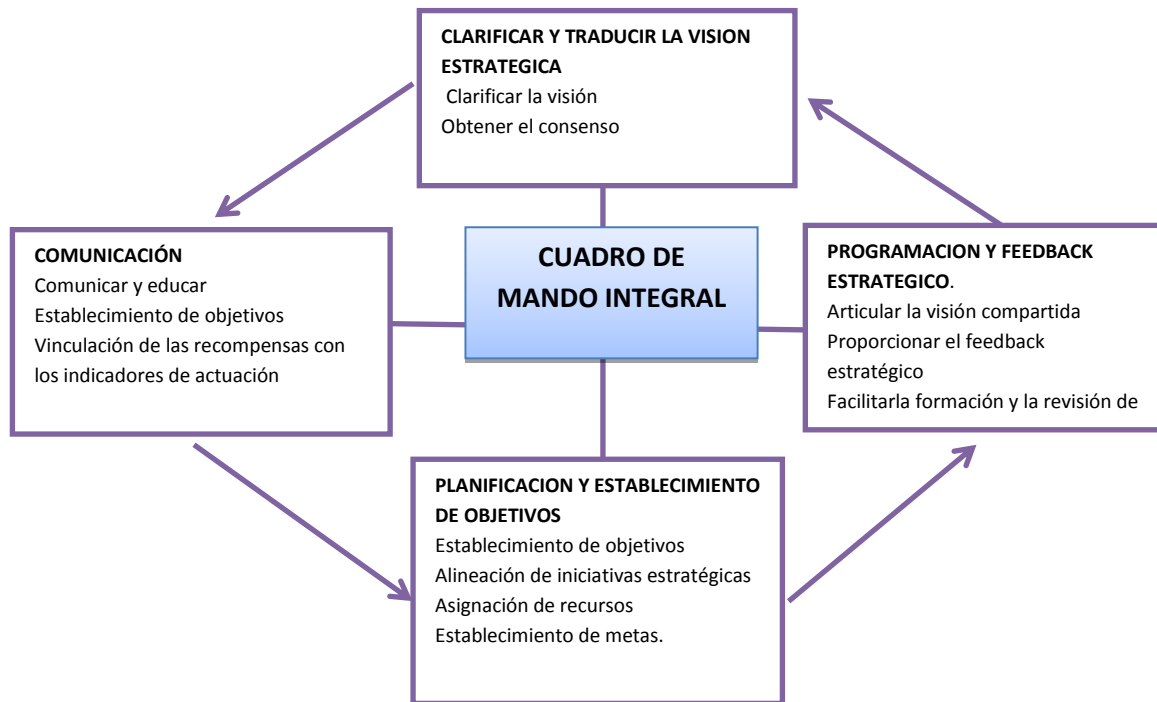 CLARIFICAR Y TRADUCIR LA VISION
ESTRATEGICA
Clarificar la visión
Obtener el consenso
COMUNICACIÓN
Comunicar y educar
Establecimiento de objetivos
Vinculación de las recompensas con
los indicadores de actuación
CUADRO DE
MANDO INTEGRAL
PROGRAMACION Y FEEDBACK
ESTRATEGICO.
Articular la visión compartida
Proporcionar el feedback
estratégico
Facilitarla formación y la revisión de
PLANIFICACION Y ESTABLECIMIENTO
DE OBJETIVOS
Establecimiento de objetivos
Alineación de iniciativas estratégicas
Asignación de recursos
Establecimiento de metas.